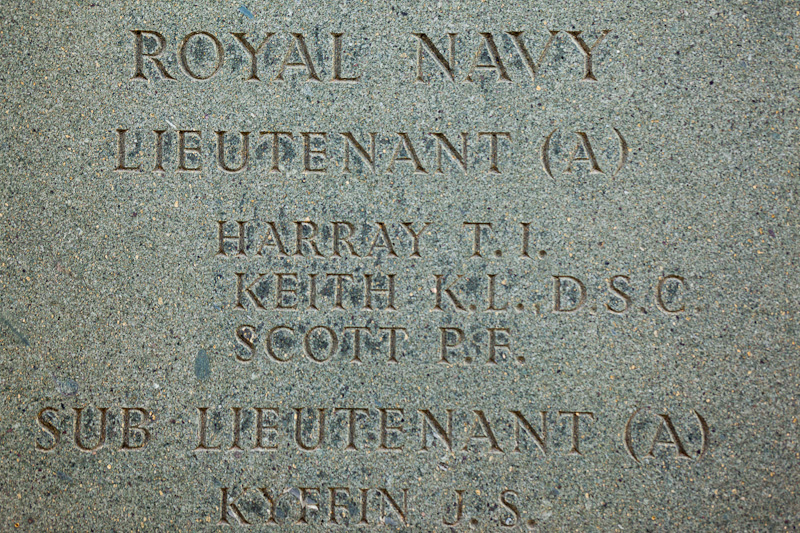 ROYAL NAVY
LIEUTENANT (A)
HARRAY T. I.
KEITH K.L., D.S.C.
SCOTT P.F.
SUB LIEUTENANT (A)
KYFFIN J. S.